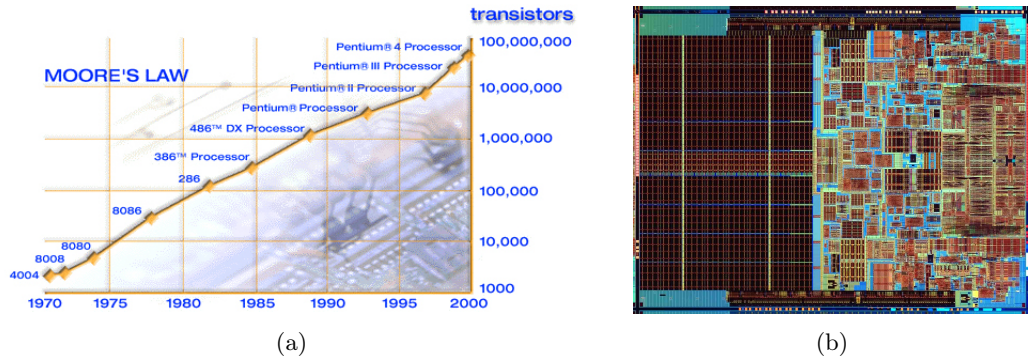 transistors
100,000,000
Pentium® 4 Processor
Pentium® III Processor
MOORE'S LAW
10,000,000
Pentium® II Processor
Pentium® Processor
486™ DX Processor
1,000,000
386™ Processor
286
100,000
8086
8080
10,000
8008
4004
1000
1970 1975 1980 1985 1990 1995 2000
(a) (b)